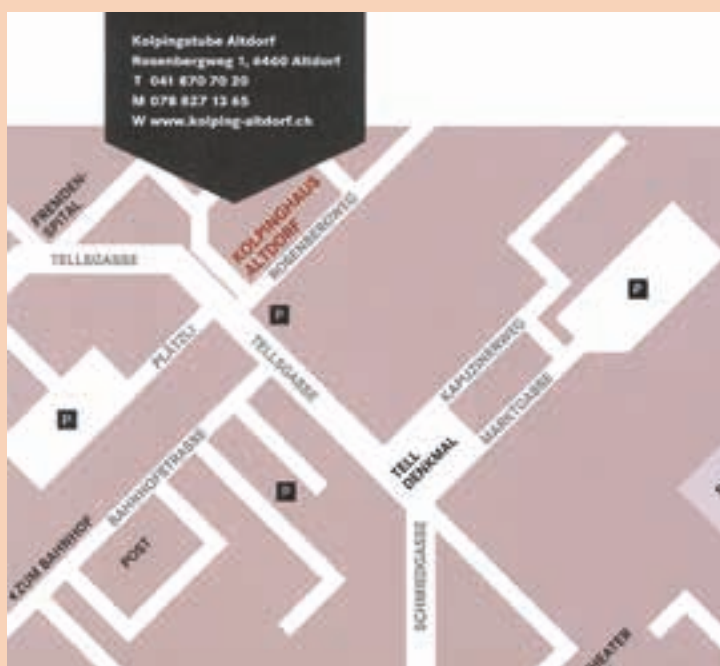 Kolpingstube Altdorf
Rosenbergweg 1, 6460 Altdorf
T 041 870 70 20
M 078 827 13 65
W www.kolping-altdorf.ch
FREMDEN-
SPITAL
KOLPINGHAUS
ALTDORF
ROSENBERGWEG
TELLSGASSE
P
P
PLÄTZLI
TELLSGASSE
KAPUZINERWEG
MARKTGASSE
P
BAHNHOFSTRASSE
TELL
DENKMAL
P
ZUM BAHNHOF
POST
SCHMIEDGASSE